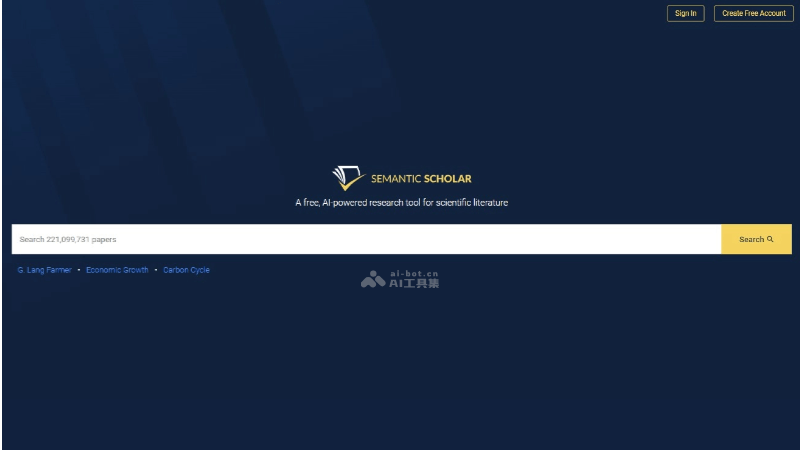 Sign In
Create Free Account
SEMANTIC SCHOLAR
A free, AI-powered research tool for scientific literature
Search 221,099,731 papers
Search
G. Lang Farmer • Economic Growth • Carbon Cycle
ai-bot.cn
AI工具集